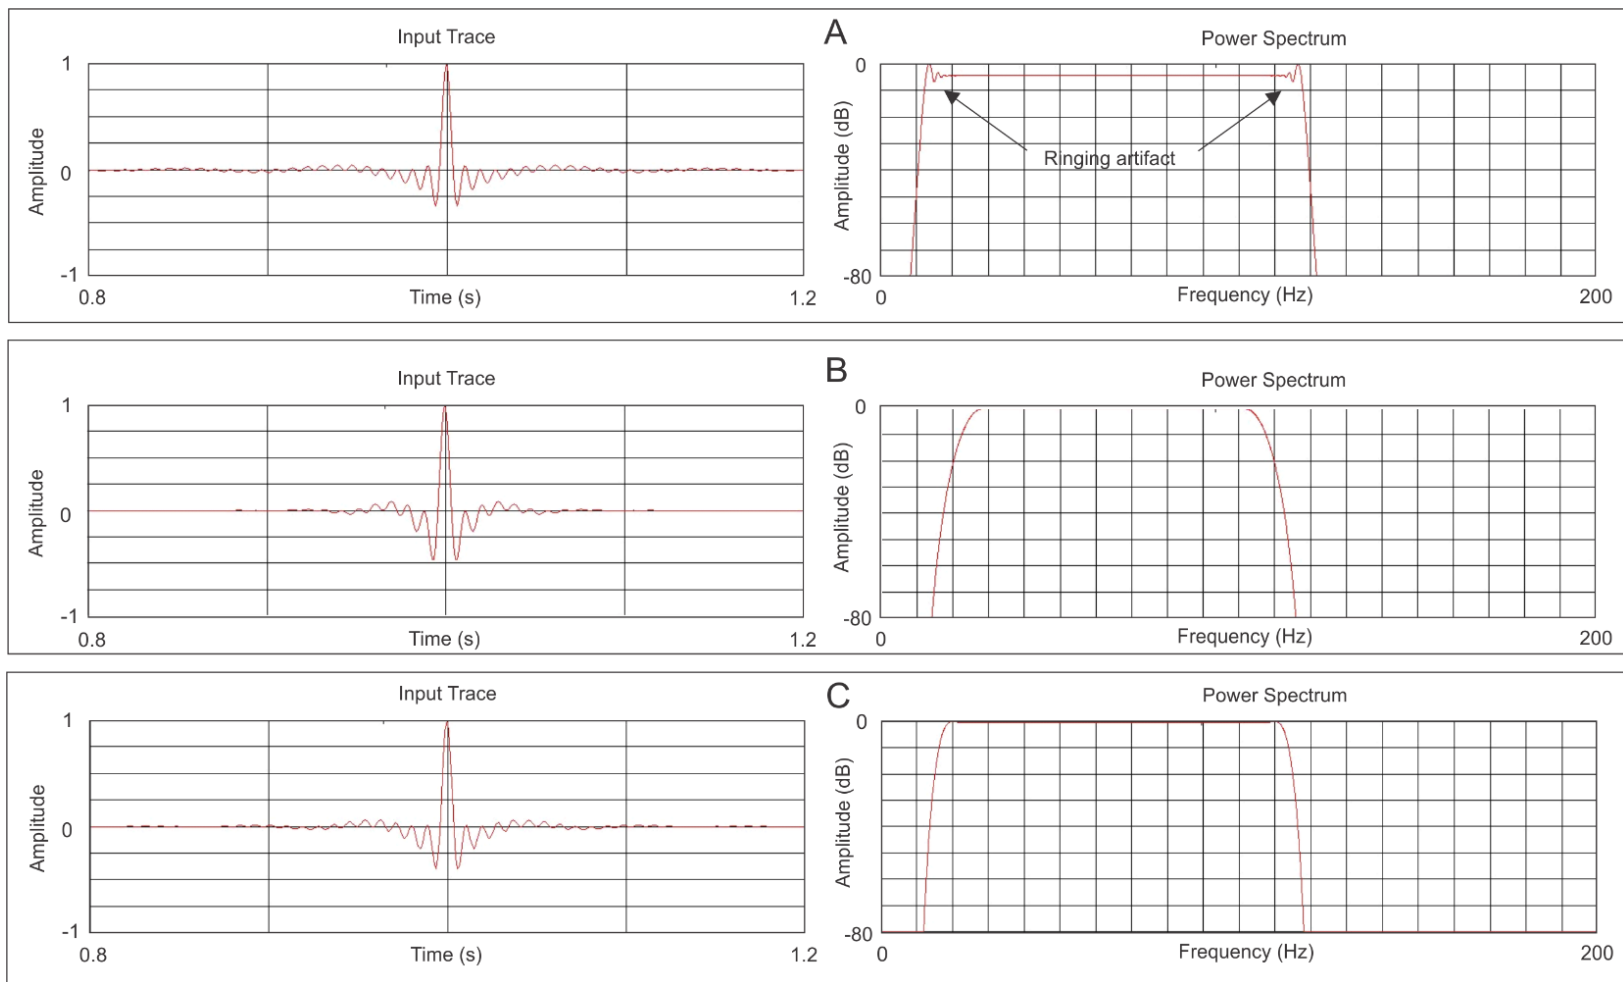 A
Input Trace
Power Spectrum
1
0
-1
Amplitude
0.8
Time (s)
1.2
0
-80
Amplitude (dB)
Ringing artifact
0
Frequency (Hz)
200
B
Input Trace
Power Spectrum
1
0
-1
Amplitude
0.8
Time (s)
1.2
0
-80
Amplitude (dB)
0
Frequency (Hz)
200
C
Input Trace
Power Spectrum
1
0
-1
Amplitude
0.8
Time (s)
1.2
0
-80
Amplitude (dB)
0
Frequency (Hz)
200